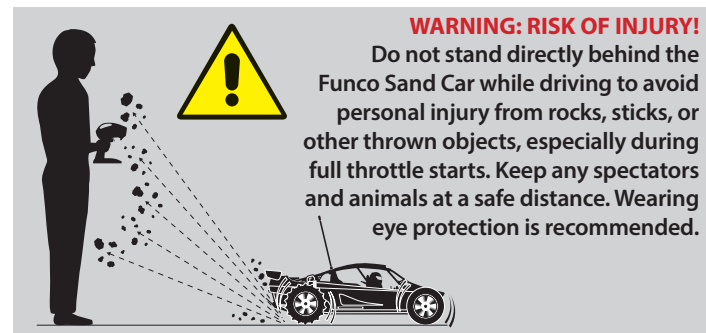 WARNING: RISK OF INJURY!
Do not stand directly behind the
Funco Sand Car while driving to avoid
personal injury from rocks, sticks, or
other thrown objects, especially during
full throttle starts. Keep any spectators
and animals at a safe distance. Wearing
eye protection is recommended.